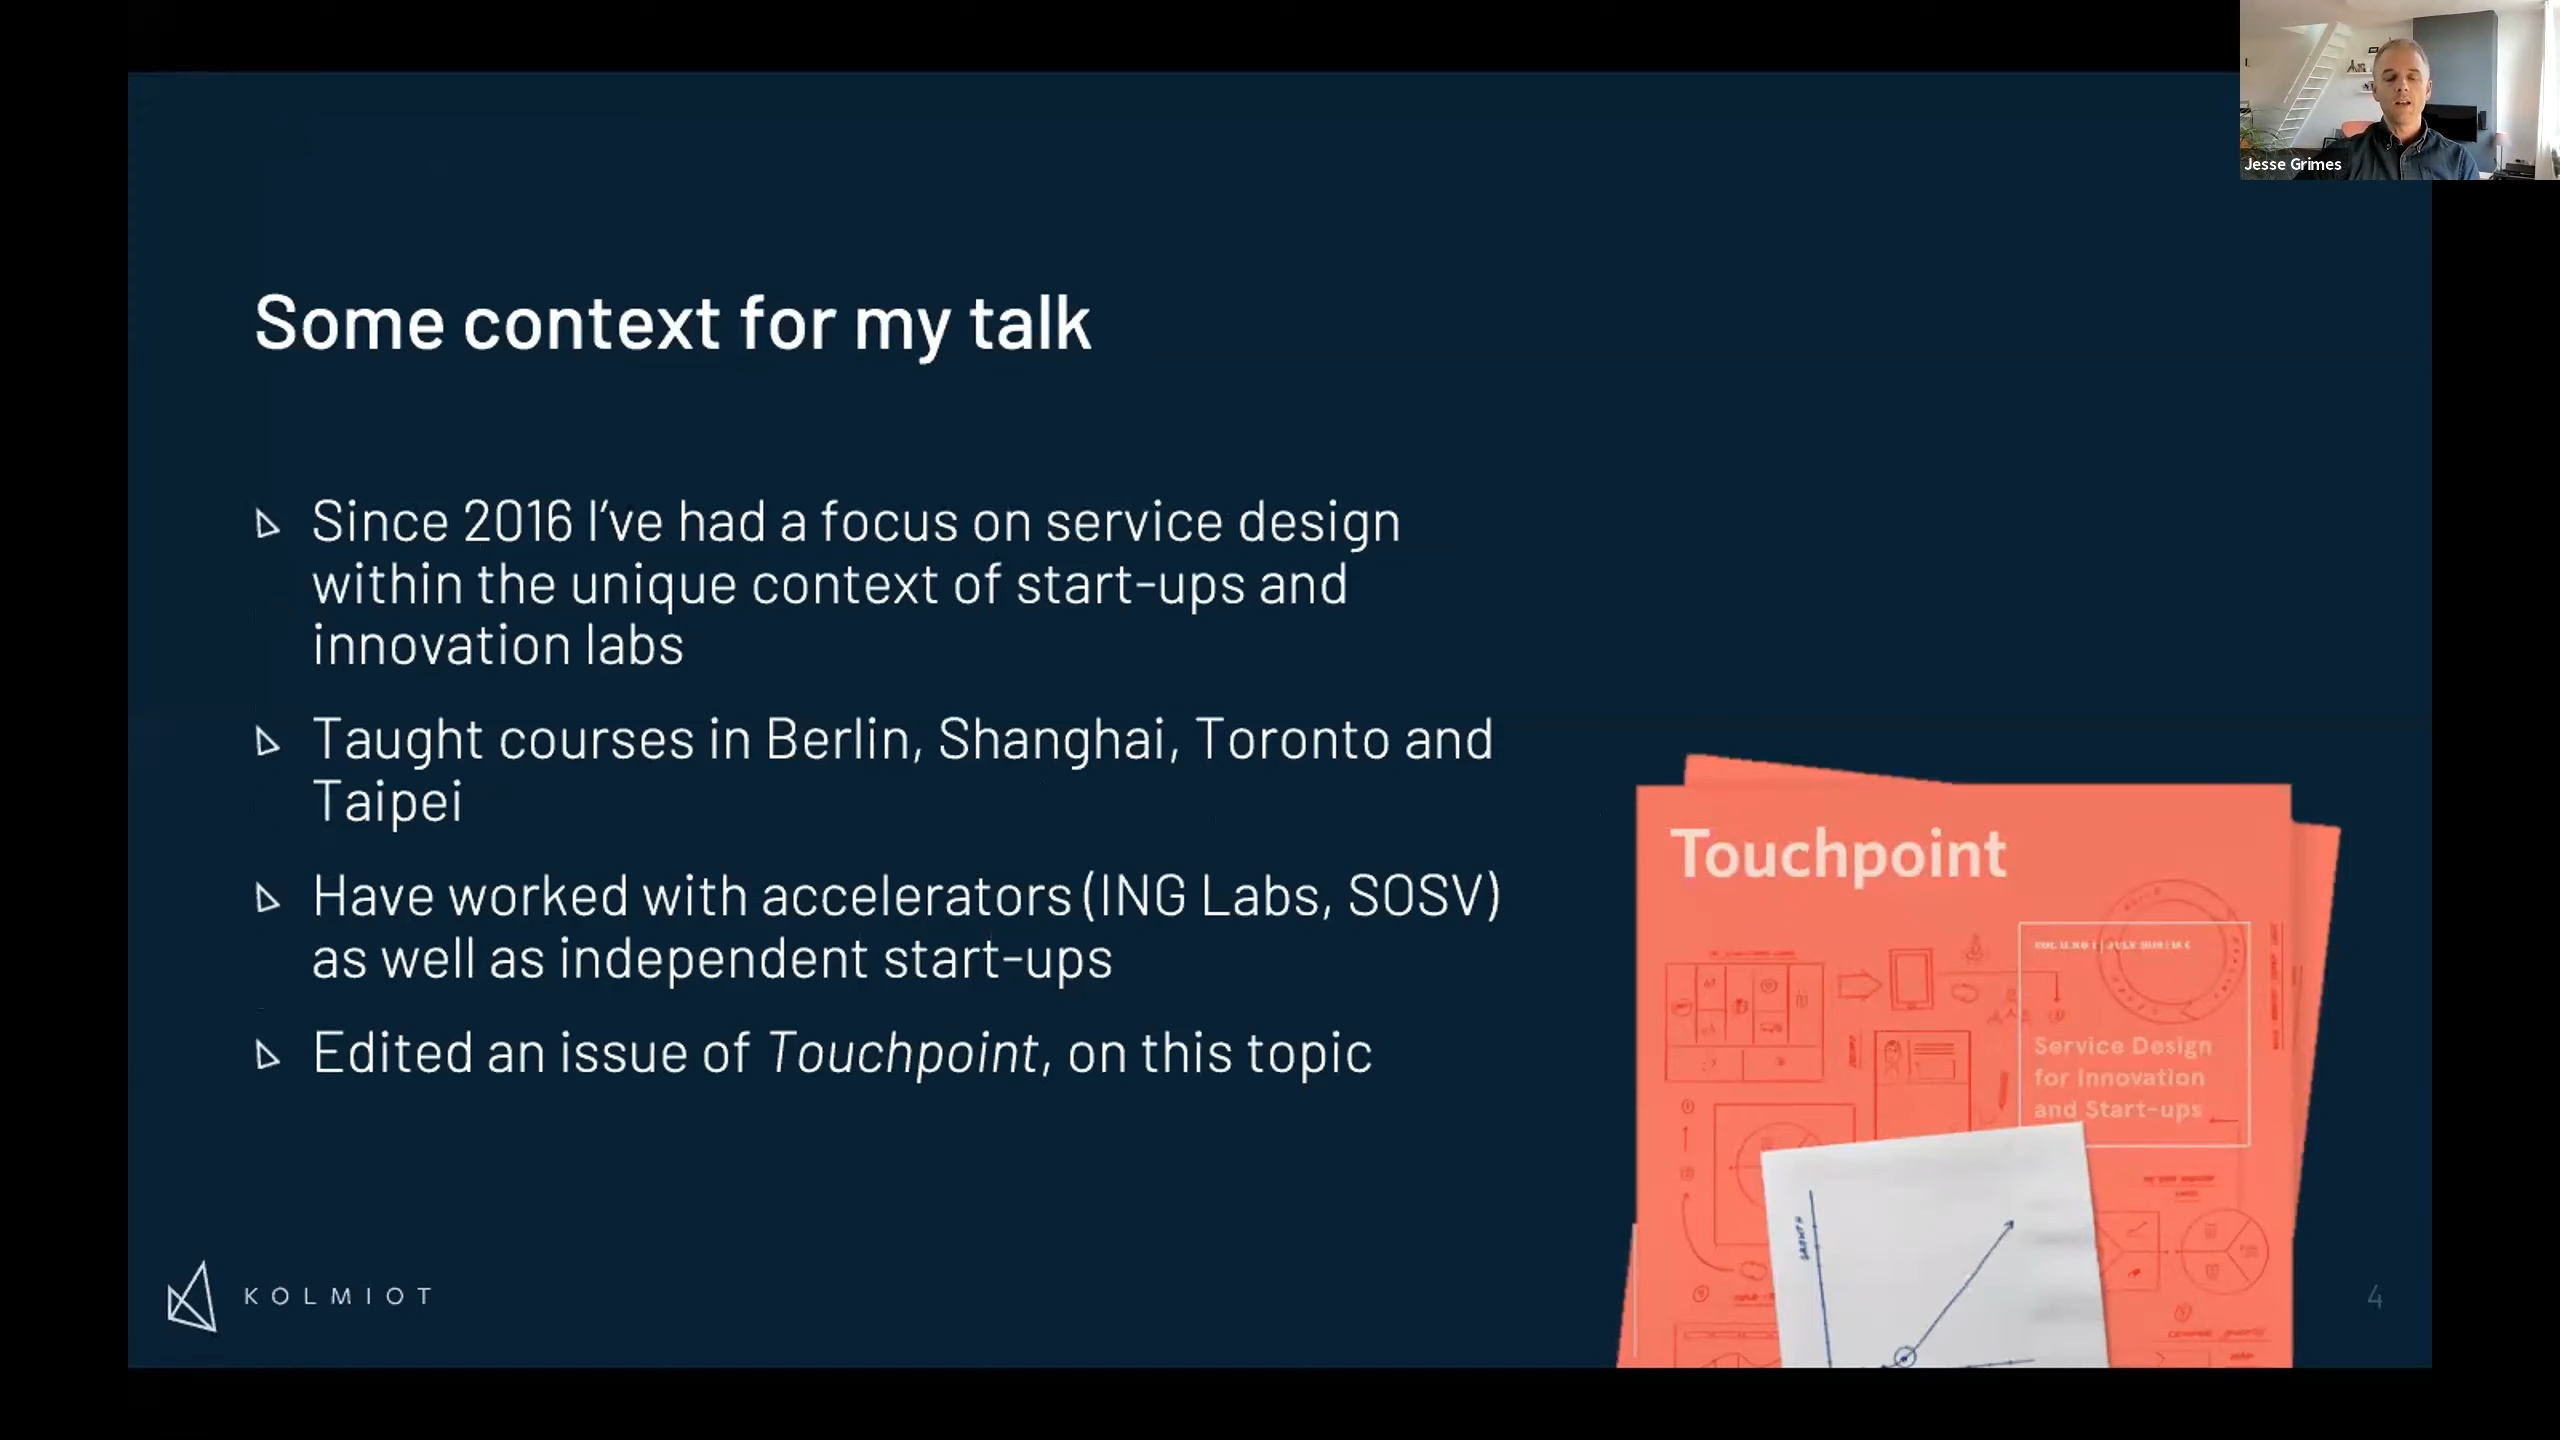 Jesse Grimes
Some context for my talk
Since 2016 I've had a focus on service design
within the unique context of start-ups and
innovation labs
Taught courses in Berlin, Shanghai, Toronto and
Taipei
Have worked with accelerators (ING Labs, SOSV)
as well as independent start-ups
Edited an issue of Touchpoint, on this topic
Touchpoint
Service Design
for Innovation
and Start-ups
GROWTH
KOLMIOT
4